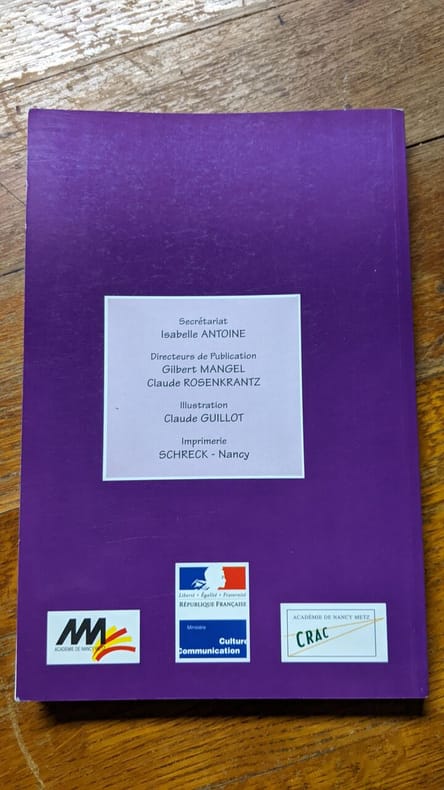 Secrétariat
Isabelle ANTOINE
Directeurs de Publication
Gilbert MANGEL
Claude ROSENKRANTZ
Illustration
Claude GUILLOT
Imprimerie
SCHRECK - Nancy
ACADÉMIE DE NANCY-METZ
Liberté • Égalité • Fraternité
RÉPUBLIQUE FRANÇAISE
Ministère
Culture
Communication
ACADÉMIE DE NANCY METZ
CRAC